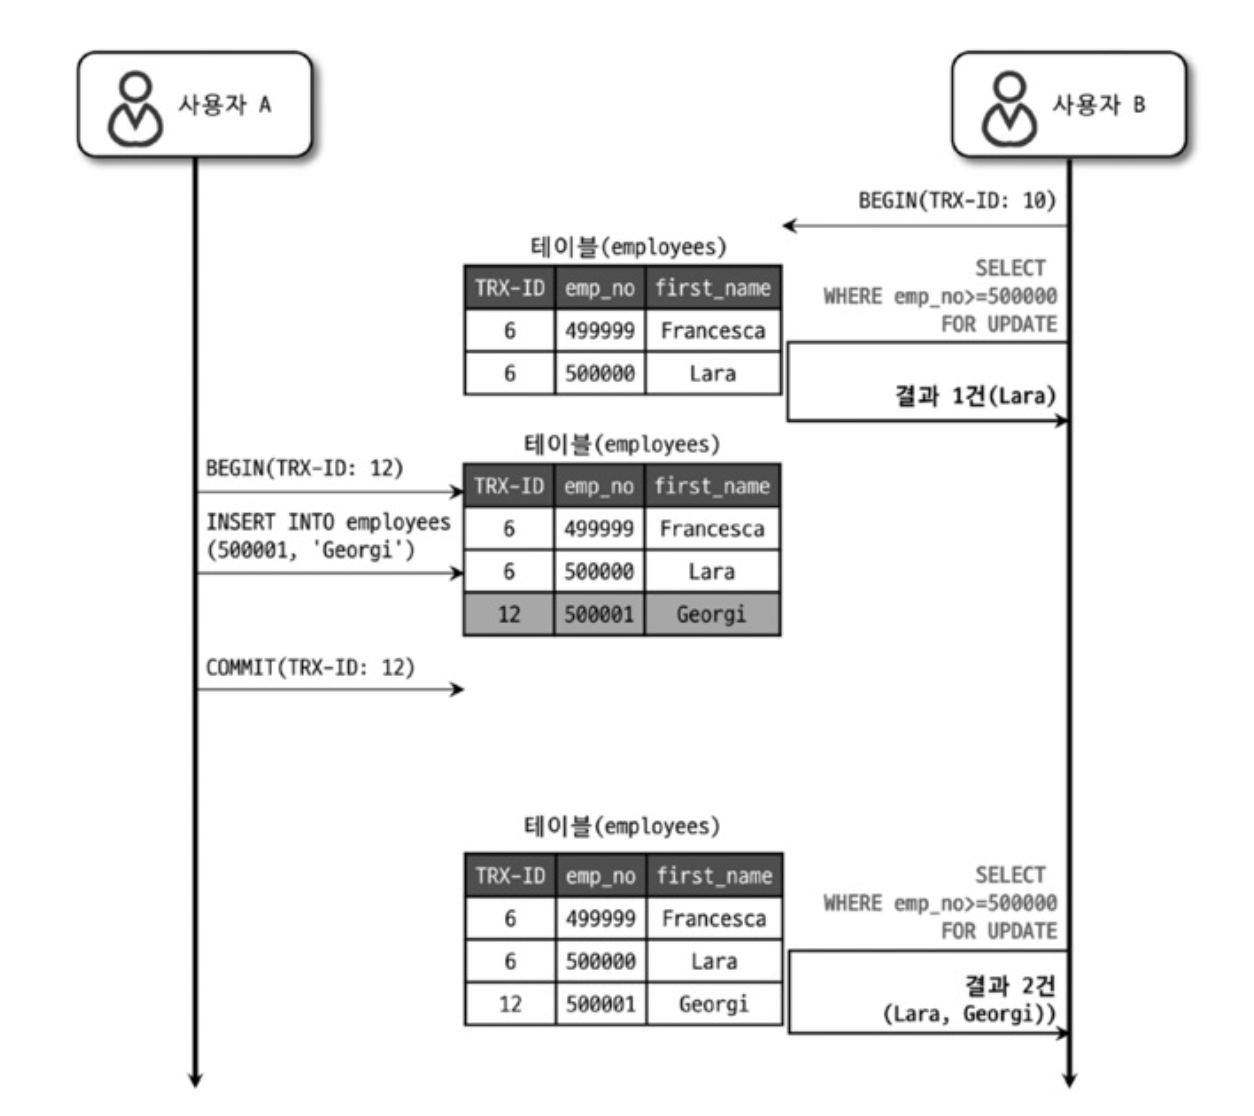 사용자 A
사용자 B
BEGIN(TRX-ID: 10)
테이블(employees)
TRX-ID emp_no first_name
6 499999 Francesca
6 500000 Lara
SELECT
WHERE emp_no>=500000
FOR UPDATE
결과 1건(Lara)
테이블(employees)
BEGIN(TRX-ID: 12)
INSERT INTO employees
(500001, 'Georgi')
TRX-ID emp_no first_name
6 499999 Francesca
6 500000 Lara
12 500001 Georgi
COMMIT(TRX-ID: 12)
테이블(employees)
TRX-ID emp_no first_name
6 499999 Francesca
6 500000 Lara
12 500001 Georgi
SELECT
WHERE emp_no>=500000
FOR UPDATE
결과 2건
(Lara, Georgi))